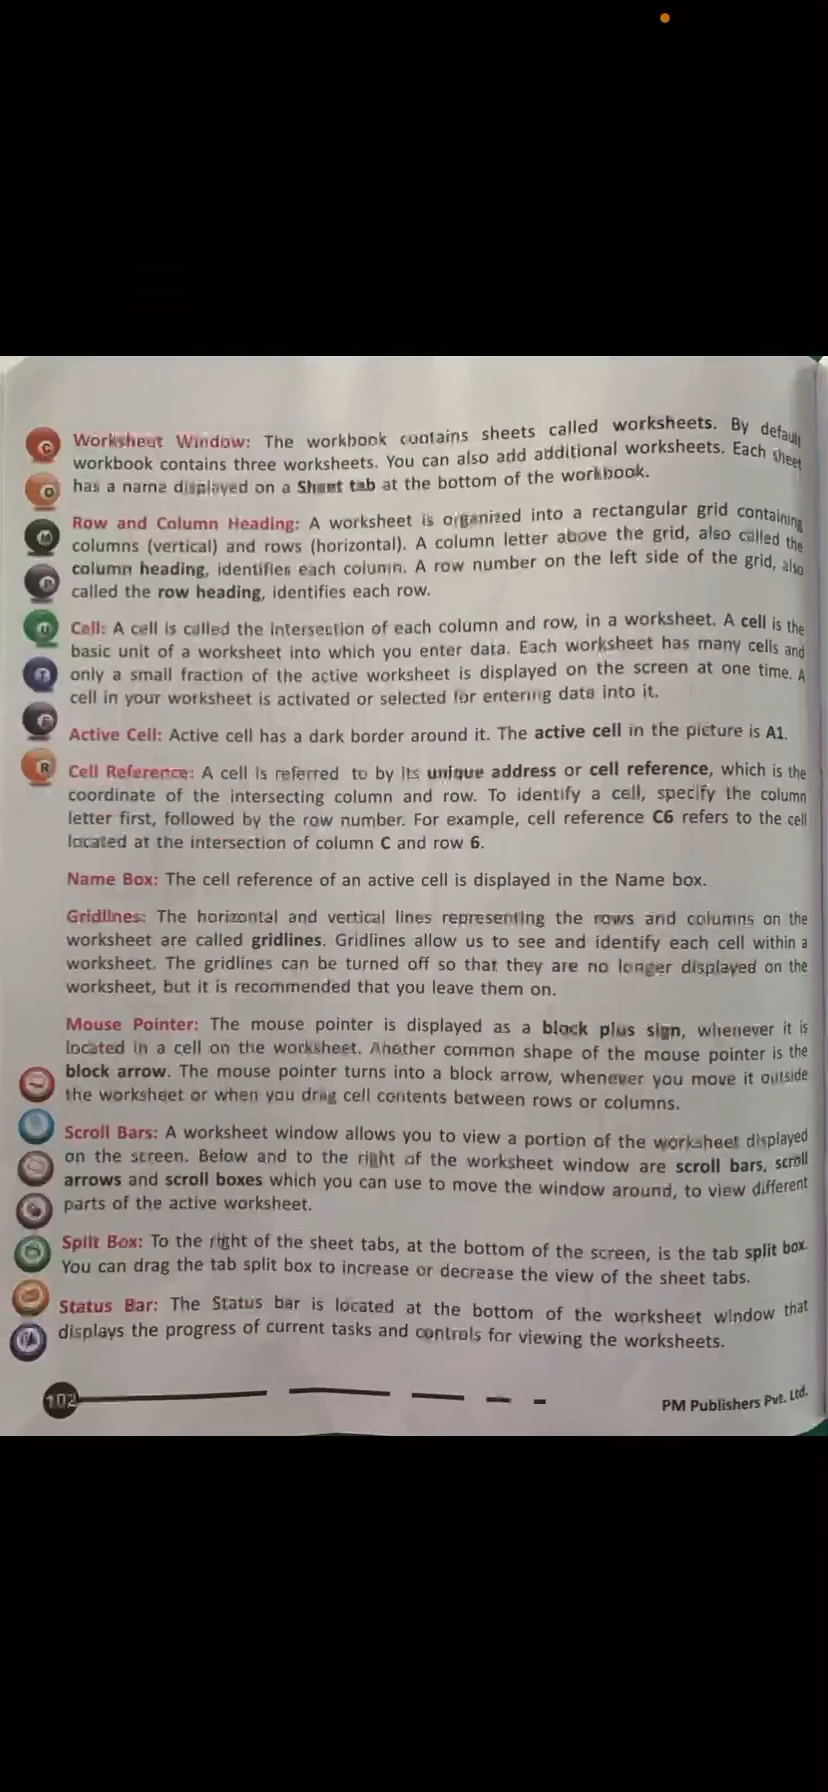 Worksheet Window: The workbook contains sheets called worksheets. By default
workbook contains three worksheets. You can also add additional worksheets. Each sheet
has a name displayed on a Sheet tab at the bottom of the workbook.
Row and Column Heading: A worksheet is organized into a rectangular grid containing
columns (vertical) and rows (horizontal). A column letter above the grid, also called the
column heading, identifies each column. A row number on the left side of the grid, also
called the row heading, identifies each row.
Cell: A cell is called the intersection of each column and row, in a worksheet. A cell is the
basic unit of a worksheet into which you enter data. Each worksheet has many cells and
only a small fraction of the active worksheet is displayed on the screen at one time. A
cell in your worksheet is activated or selected for entering data into it.
Active Cell: Active cell has a dark border around it. The active cell in the picture is A1.
Cell Reference: A cell is referred to by its unique address or cell reference, which is the
coordinate of the intersecting column and row. To identify a cell, specify the column
letter first, followed by the row number. For example, cell reference C6 refers to the cell
located at the intersection of column C and row 6.
Name Box: The cell reference of an active cell is displayed in the Name box.
Gridlines: The horizontal and vertical lines representing the rows and columns on the
worksheet are called gridlines. Gridlines allow us to see and identify each cell within a
worksheet. The gridlines can be turned off so that they are no longer displayed on the
worksheet, but it is recommended that you leave them on.
Mouse Pointer: The mouse pointer is displayed as a block plus sign, whenever it is
located in a cell on the worksheet. Another common shape of the mouse pointer is the
block arrow. The mouse pointer turns into a block arrow, whenever you move it outside
the worksheet or when you drag cell contents between rows or columns.
Scroll Bars: A worksheet window allows you to view a portion of the worksheet displayed
on the screen. Below and to the right of the worksheet window are scroll bars, scroll
arrows and scroll boxes which you can use to move the window around, to view different
parts of the active worksheet.
Split Box: To the right of the sheet tabs, at the bottom of the screen, is the tab split box.
You can drag the tab split box to increase or decrease the view of the sheet tabs.
Status Bar: The Status bar is located at the bottom of the worksheet window that
displays the progress of current tasks and controls for viewing the worksheets.
C
O
M
P
U
T
E
R
102
PM Publishers Pvt. Ltd.